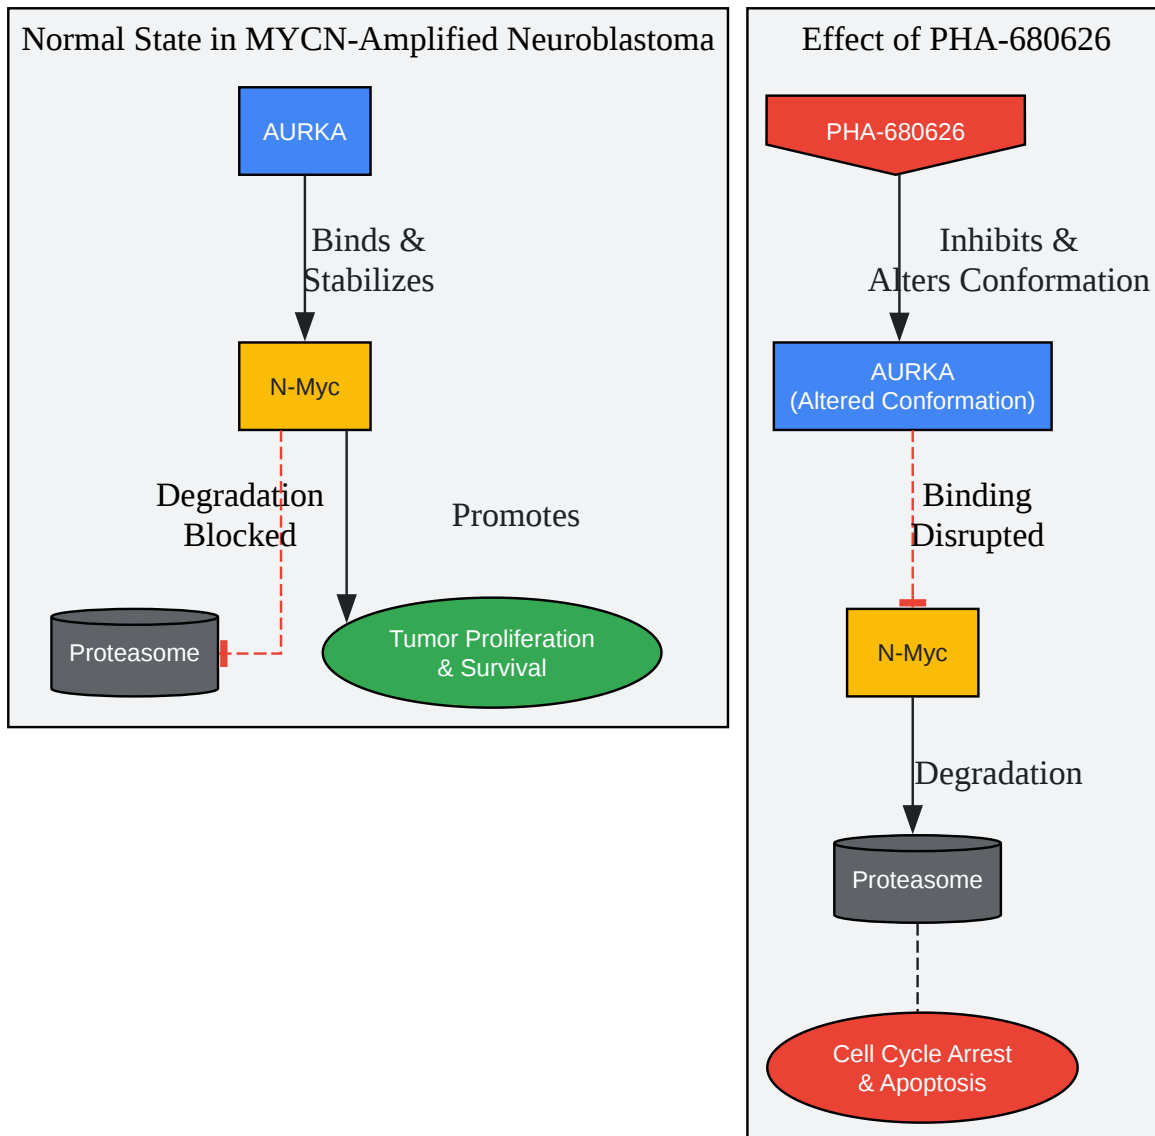 Normal State in MYCN-Amplified Neuroblastoma
AURKA
Binds &
Stabilizes
N-Myc
Degradation
Blocked
Promotes
Proteasome
Tumor Proliferation
& Survival
Effect of PHA-680626
PHA-680626
Inhibits &
Alters Conformation
AURKA
(Altered Conformation)
Binding
Disrupted
N-Myc
Degradation
Proteasome
Cell Cycle Arrest
& Apoptosis